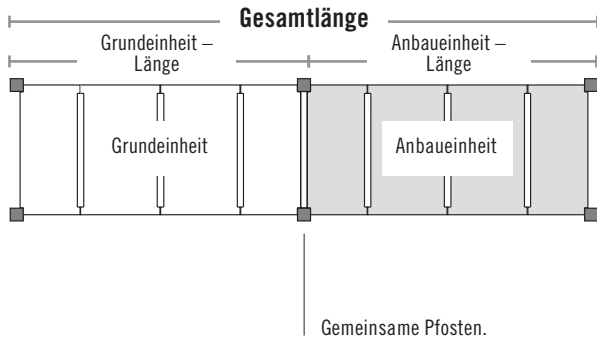 Gesamtlänge
Grundeinheit –
Länge
Anbaueinheit –
Länge
Grundeinheit
Anbaueinheit
Gemeinsame Pfosten.